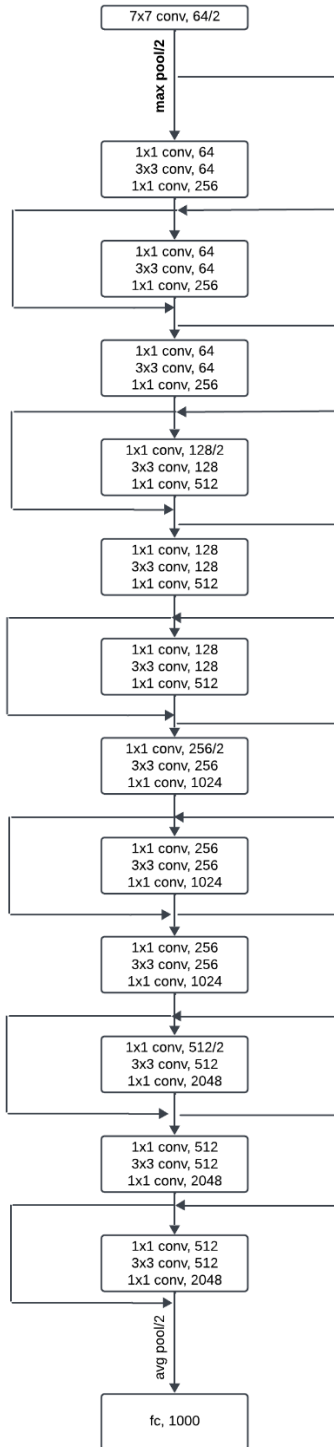 7x7 conv, 64/2
max pool/2
1x1 conv, 64
3x3 conv, 64
1x1 conv, 256
1x1 conv, 64
3x3 conv, 64
1x1 conv, 256
1x1 conv, 64
3x3 conv, 64
1x1 conv, 256
1x1 conv, 128/2
3x3 conv, 128
1x1 conv, 512
1x1 conv, 128
3x3 conv, 128
1x1 conv, 512
1x1 conv, 128
3x3 conv, 128
1x1 conv, 512
1x1 conv, 256/2
3x3 conv, 256
1x1 conv, 1024
1x1 conv, 256
3x3 conv, 256
1x1 conv, 1024
1x1 conv, 256
3x3 conv, 256
1x1 conv, 1024
1x1 conv, 512/2
3x3 conv, 512
1x1 conv, 2048
1x1 conv, 512
3x3 conv, 512
1x1 conv, 2048
1x1 conv, 512
3x3 conv, 512
1x1 conv, 2048
avg pool/2
fc, 1000